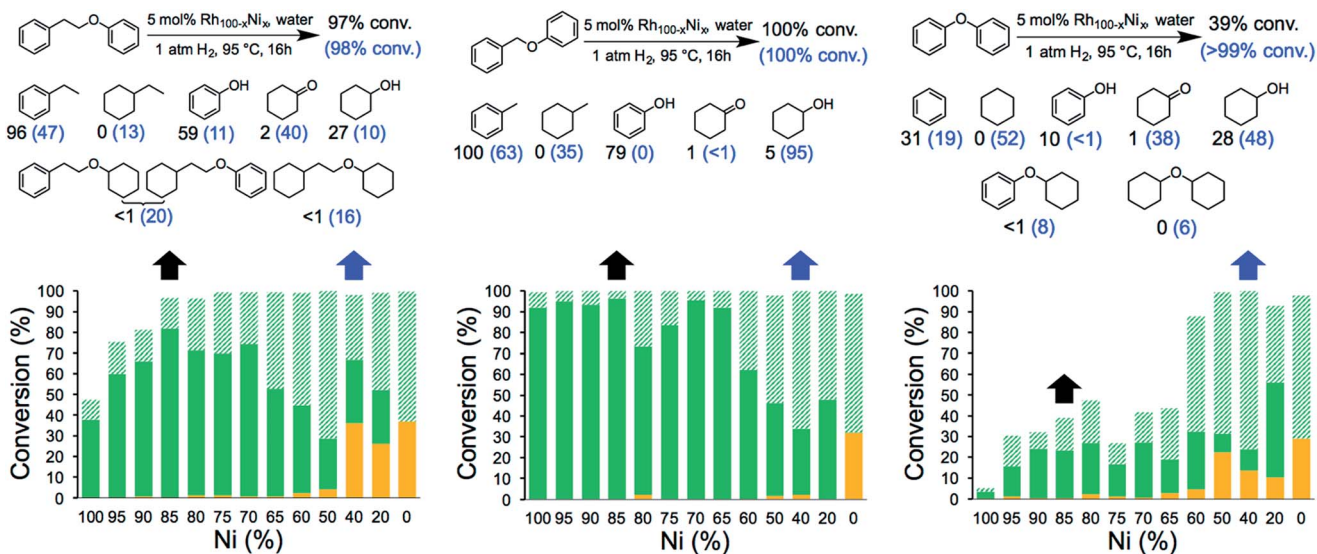 5 mol% Rh100-xNix, water
1 atm H2, 95 °C, 16h
97% conv.
(98% conv.)
O
OH
O
OH
96 (47)
0 (13)
59 (11)
2 (40)
27 (10)
O
O
O
<1 (20)
<1 (16)
5 mol% Rh100-xNix, water
1 atm H2, 95 °C, 16h
100% conv.
(100% conv.)
O
OH
O
OH
100 (63)
0 (35)
79 (0)
1 (<1)
5 (95)
5 mol% Rh100-xNix, water
1 atm H2, 95 °C, 16h
39% conv.
(>99% conv.)
O
OH
O
OH
31 (19)
0 (52)
10 (<1)
1 (38)
28 (48)
O
O
<1 (8)
0 (6)
Conversion (%)
100
90
80
70
60
50
40
30
20
10
0
100 95 90 85 80 75 70 65 60 50 40 20 0
Ni (%)
Conversion (%)
100
90
80
70
60
50
40
30
20
10
0
100 95 90 85 80 75 70 65 60 50 40 20 0
Ni (%)
Conversion (%)
100
90
80
70
60
50
40
30
20
10
0
100 95 90 85 80 75 70 65 60 50 40 20 0
Ni (%)